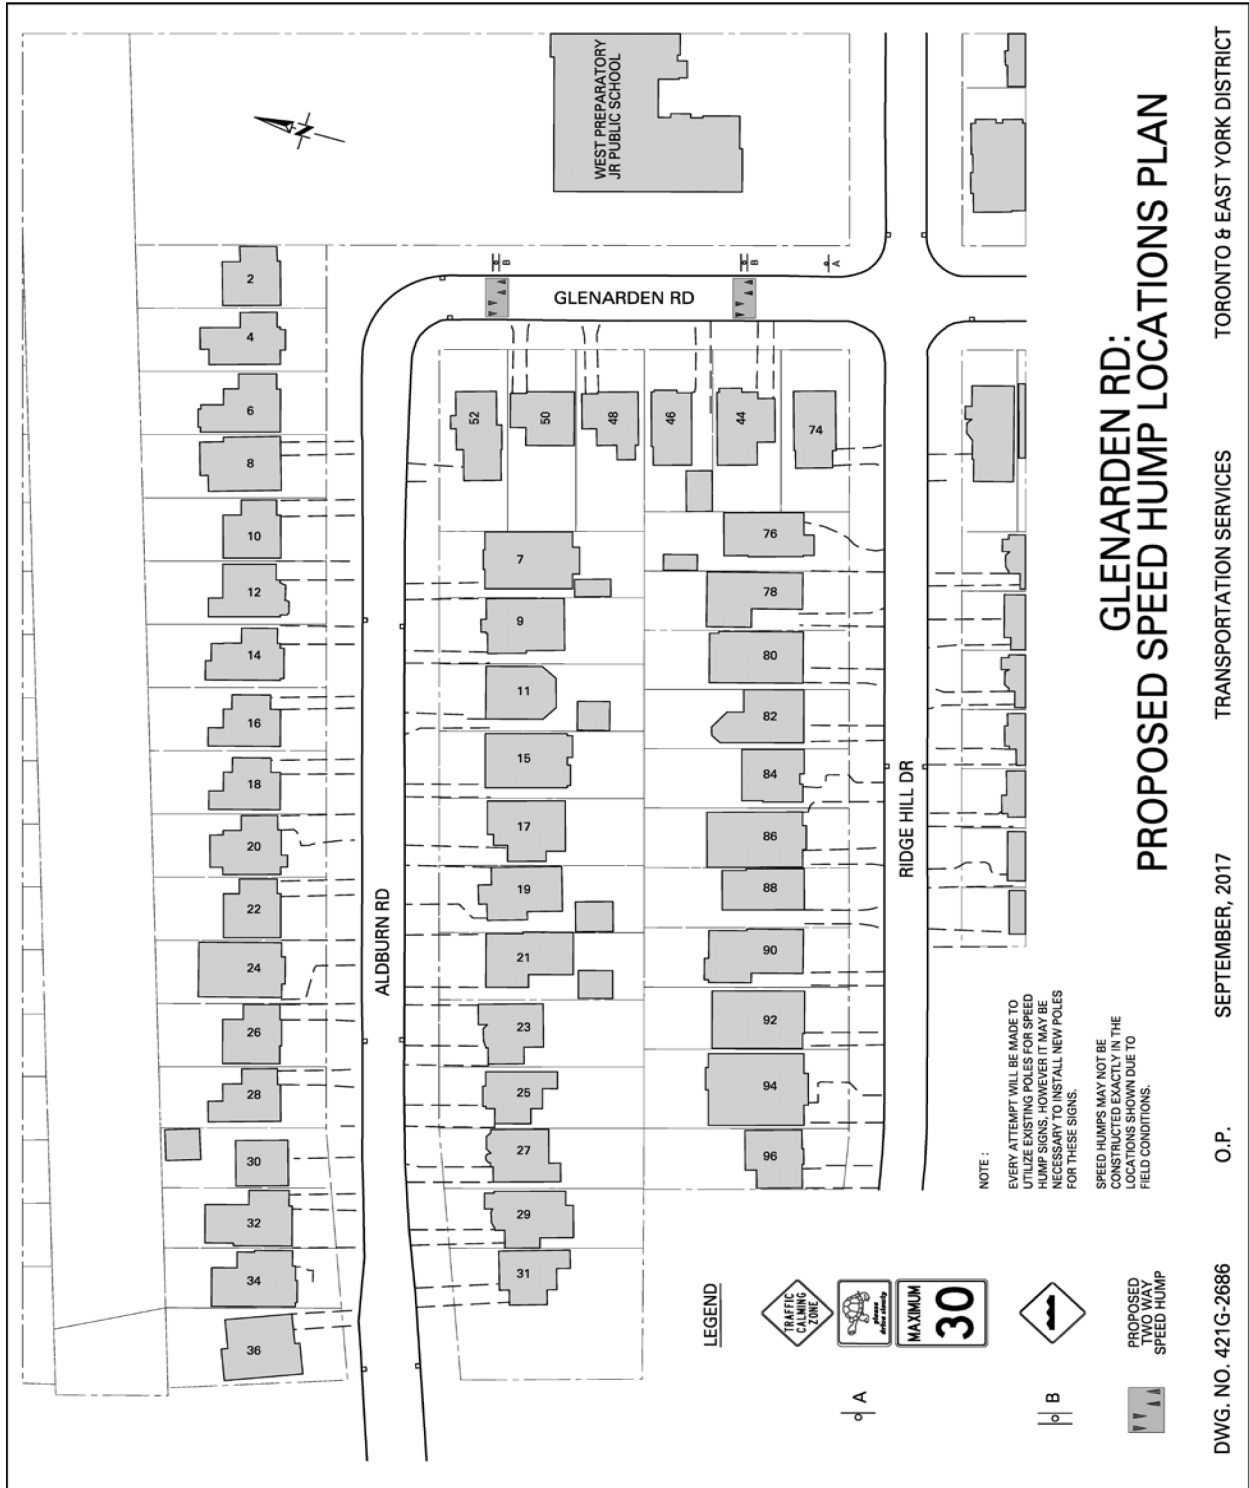 WEST PREPARATORY
JR PUBLIC SCHOOL
N
2
4
6
8
10
12
14
16
18
20
22
24
26
28
30
32
34
36
ALDBURN RD
GLENARDEN RD
B
B
A
52
50
48
46
44
74
7
9
11
15
17
19
21
23
25
27
29
31
76
78
80
82
84
86
88
90
92
94
96
RIDGE HILL DR
GLENARDEN RD:
PROPOSED SPEED HUMP LOCATIONS PLAN
NOTE :
EVERY ATTEMPT WILL BE MADE TO
UTILIZE EXISTING POLES FOR SPEED
HUMP SIGNS, HOWEVER IT MAY BE
NECESSARY TO INSTALL NEW POLES
FOR THESE SIGNS.
SPEED HUMPS MAY NOT BE
CONSTRUCTED EXACTLY IN THE
LOCATIONS SHOWN DUE TO
FIELD CONDITIONS.
LEGEND
A
TRAFFIC
CALMING
ZONE
please
drive slowly
MAXIMUM
30
B
PROPOSED
TWO WAY
SPEED HUMP
DWG. NO. 421G-2686
O.P.
SEPTEMBER, 2017
TRANSPORTATION SERVICES
TORONTO & EAST YORK DISTRICT